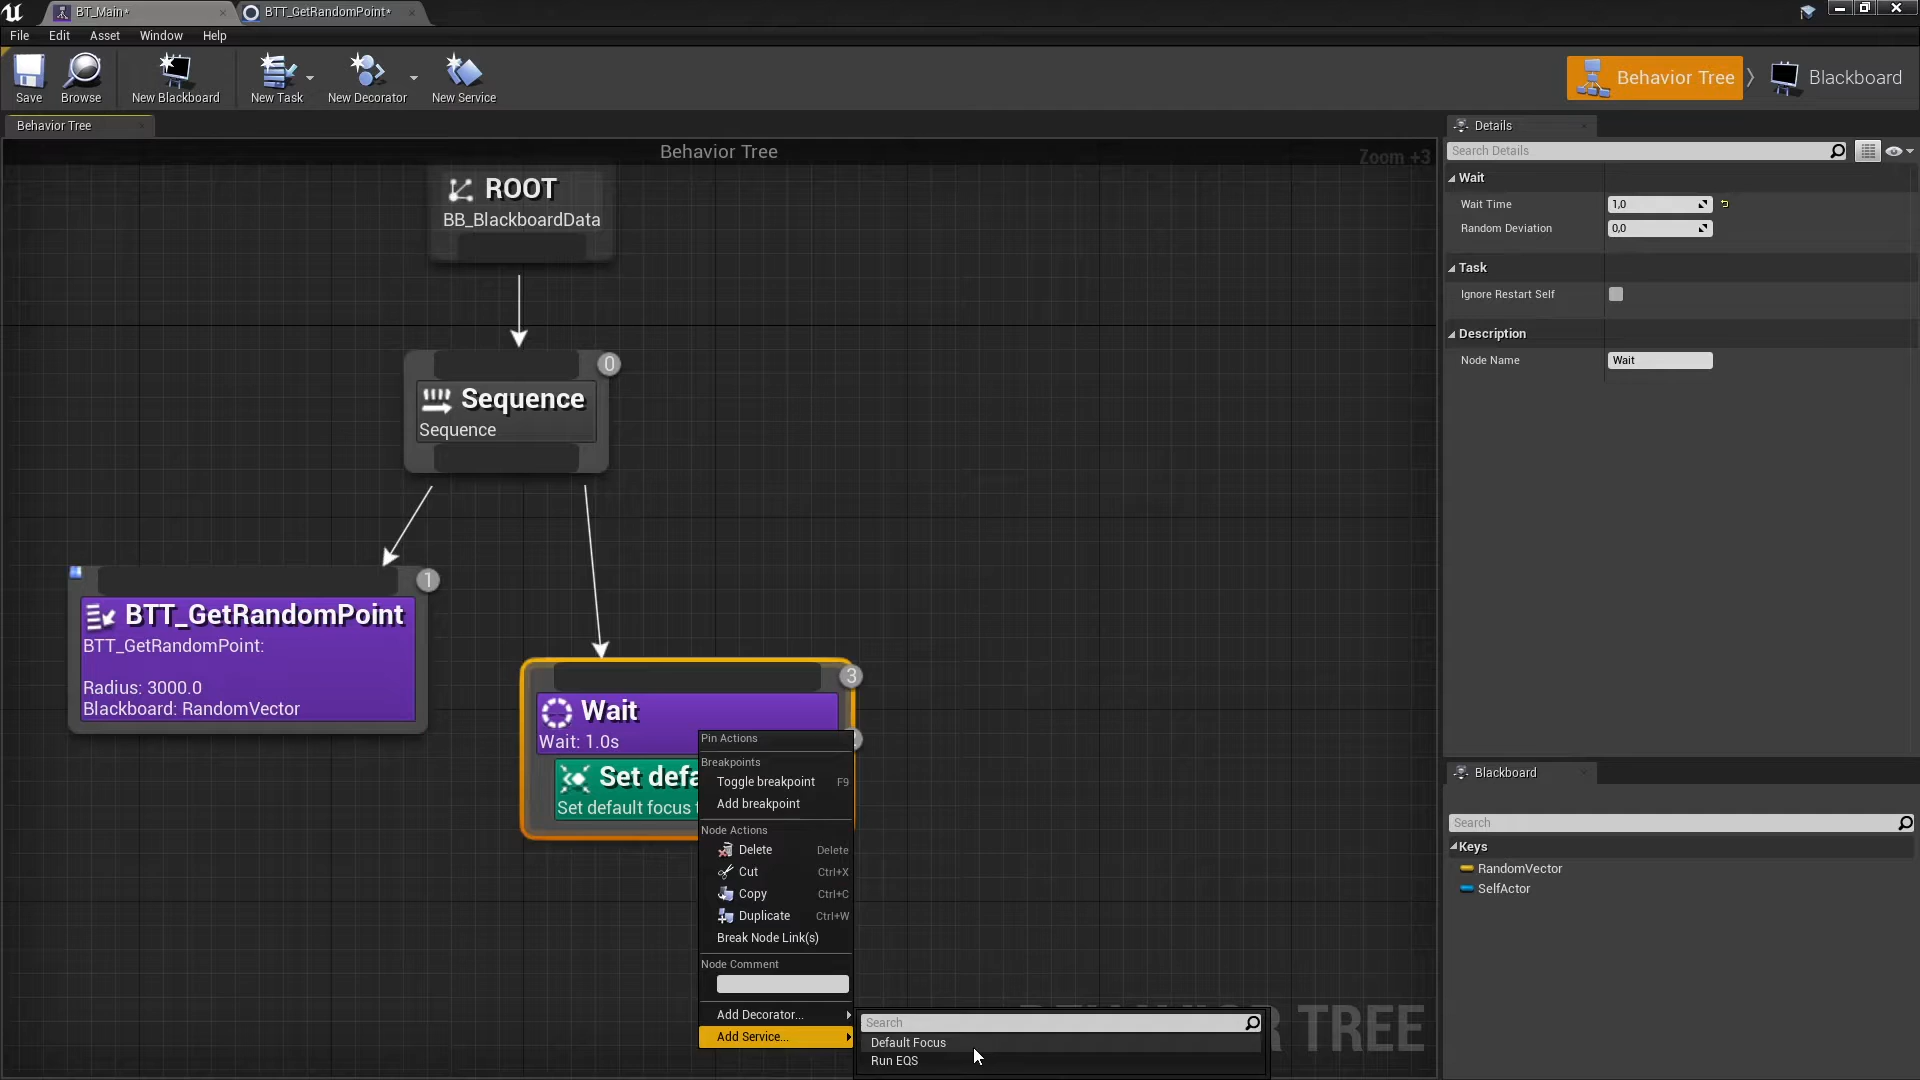 BT_Main*
BTT_GetRandomPoint*
File Edit Asset Window Help
Save
Browse
New Blackboard
New Task
New Decorator
New Service
Behavior Tree
Blackboard
Behavior Tree
Behavior Tree
Zoom +3
ROOT
BB_BlackboardData
0
Sequence
Sequence
1
BTT_GetRandomPoint
BTT_GetRandomPoint:
Radius: 3000.0
Blackboard: RandomVector
3
Wait
Wait: 1.0s
Set defa
Set default focus
Pin Actions
Breakpoints
Toggle breakpoint F9
Add breakpoint
Node Actions
Delete Delete
Cut Ctrl+X
Copy Ctrl+C
Duplicate Ctrl+W
Break Node Link(s)
Node Comment
Add Decorator...
Add Service...
Search
Default Focus
Run EQS
TREE
Details
Search Details
Wait
Wait Time 1,0
Random Deviation 0,0
Task
Ignore Restart Self
Description
Node Name Wait
Blackboard
Search
Keys
RandomVector
SelfActor